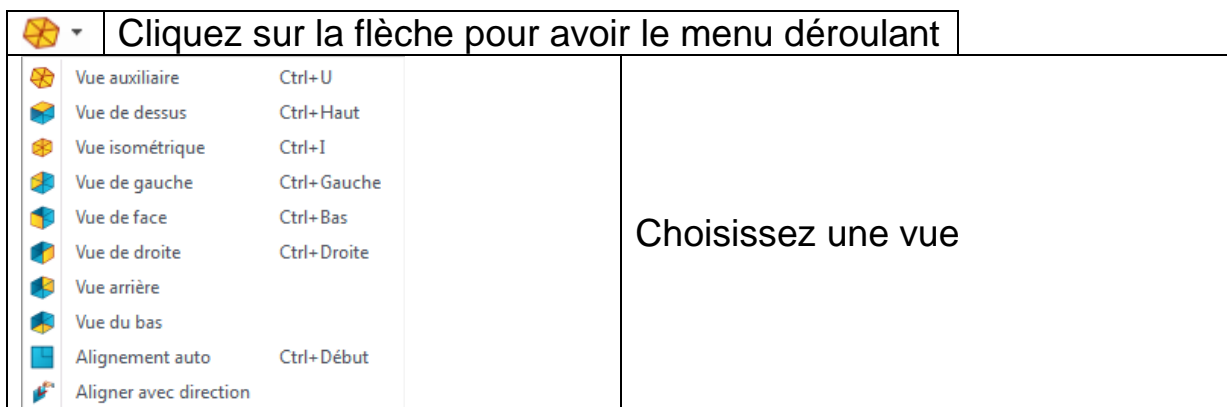 Cliquez sur la flèche pour avoir le menu déroulant
Vue auxiliaire Ctrl+U
Vue de dessus Ctrl+Haut
Vue isométrique Ctrl+I
Vue de gauche Ctrl+Gauche
Vue de face Ctrl+Bas
Vue de droite Ctrl+Droite
Vue arrière
Vue du bas
Alignement auto Ctrl+Début
Aligner avec direction
Choisissez une vue